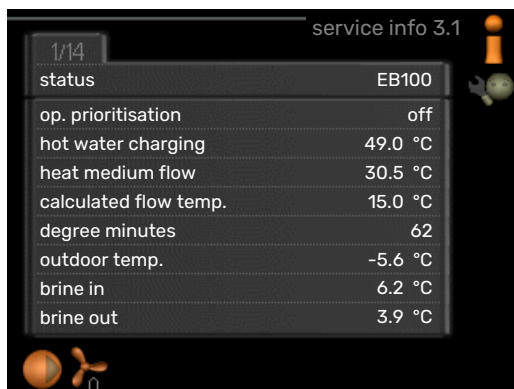 service info 3.1
1/14
status EB100
op. prioritisation off
hot water charging 49.0 °C
heat medium flow 30.5 °C
calculated flow temp. 15.0 °C
degree minutes 62
outdoor temp. -5.6 °C
brine in 6.2 °C
brine out 3.9 °C
0